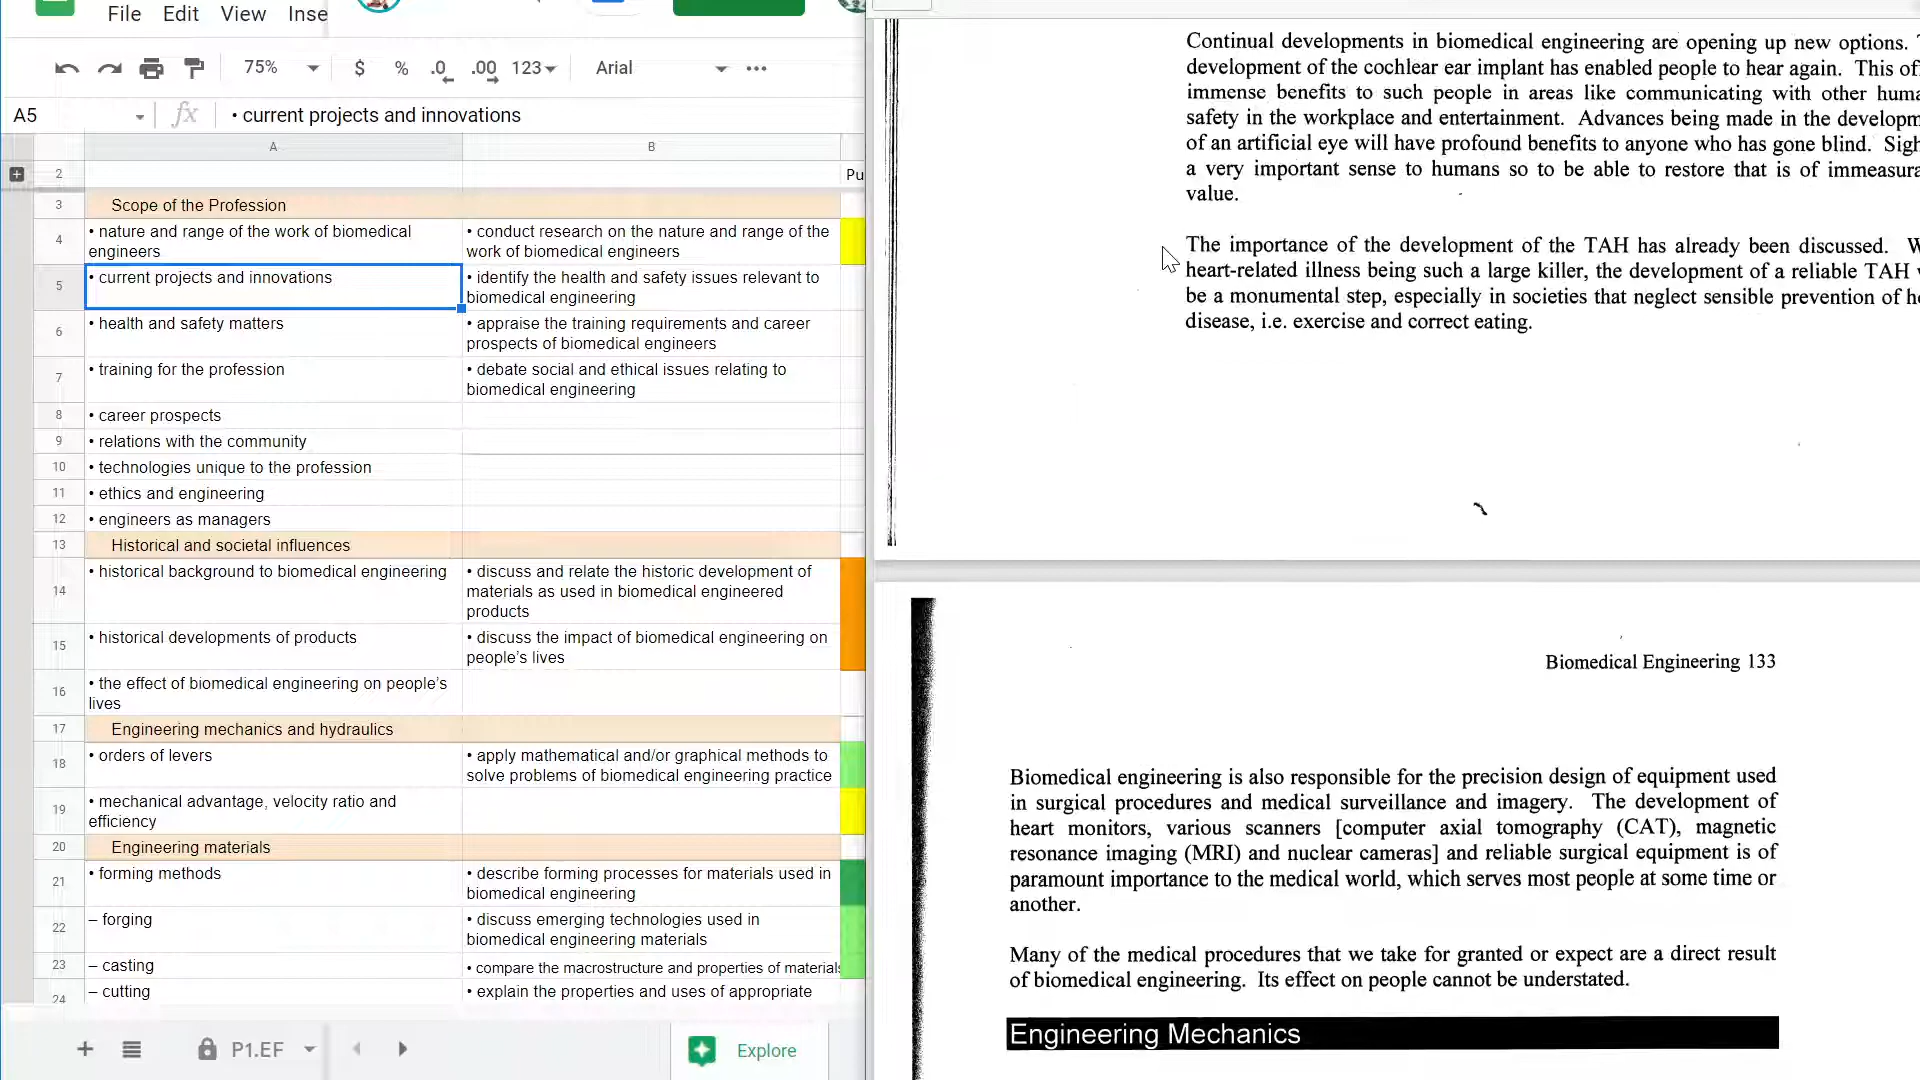 File Edit View Inse
75% $ % .0 .00 123 Arial
A5 fx • current projects and innovations
A B
2 Pu
3 Scope of the Profession
4 • nature and range of the work of biomedical
engineers
• conduct research on the nature and range of the
work of biomedical engineers
5 • current projects and innovations
• identify the health and safety issues relevant to
biomedical engineering
6 • health and safety matters
• appraise the training requirements and career
prospects of biomedical engineers
7 • training for the profession
• debate social and ethical issues relating to
biomedical engineering
8 • career prospects
9 • relations with the community
10 • technologies unique to the profession
11 • ethics and engineering
12 • engineers as managers
13 Historical and societal influences
14 • historical background to biomedical engineering
• discuss and relate the historic development of
materials as used in biomedical engineered
products
15 • historical developments of products
• discuss the impact of biomedical engineering on
people's lives
16 • the effect of biomedical engineering on people's
lives
17 Engineering mechanics and hydraulics
18 • orders of levers
• apply mathematical and/or graphical methods to
solve problems of biomedical engineering practice
19 • mechanical advantage, velocity ratio and
efficiency
20 Engineering materials
21 • forming methods
• describe forming processes for materials used in
biomedical engineering
22 – forging
• discuss emerging technologies used in
biomedical engineering materials
23 – casting
• compare the macrostructure and properties of materials
24 – cutting
• explain the properties and uses of appropriate
P1.EF Explore
Continual developments in biomedical engineering are opening up new options.
development of the cochlear ear implant has enabled people to hear again. This of
immense benefits to such people in areas like communicating with other huma
safety in the workplace and entertainment. Advances being made in the developm
of an artificial eye will have profound benefits to anyone who has gone blind. Sigh
a very important sense to humans so to be able to restore that is of immeasura
value.
The importance of the development of the TAH has already been discussed. W
heart-related illness being such a large killer, the development of a reliable TAH
be a monumental step, especially in societies that neglect sensible prevention of he
disease, i.e. exercise and correct eating.
Biomedical Engineering 133
Biomedical engineering is also responsible for the precision design of equipment used
in surgical procedures and medical surveillance and imagery. The development of
heart monitors, various scanners [computer axial tomography (CAT), magnetic
resonance imaging (MRI) and nuclear cameras] and reliable surgical equipment is of
paramount importance to the medical world, which serves most people at some time or
another.
Many of the medical procedures that we take for granted or expect are a direct result
of biomedical engineering. Its effect on people cannot be understated.
Engineering Mechanics